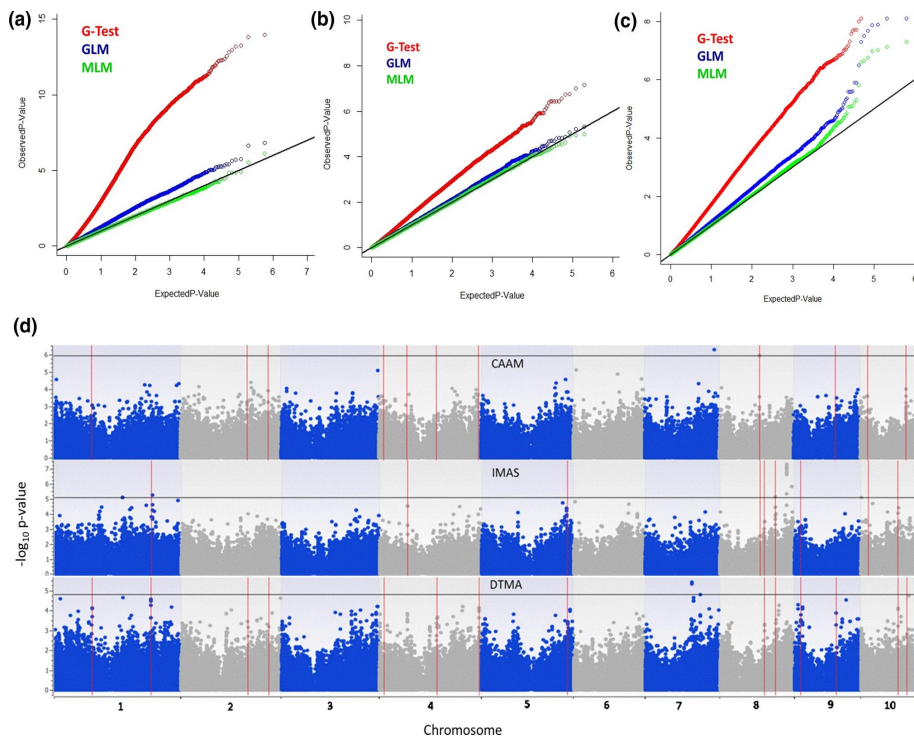 (a)
15
10
5
0
G-Test
GLM
MLM
ObservedP-Value
0 1 2 3 4 5 6 7
ExpectedP-Value
(b)
10
8
6
4
2
0
G-Test
GLM
MLM
ObservedP-Value
0 1 2 3 4 5 6
ExpectedP-Value
(c)
8
6
4
2
0
G-Test
GLM
MLM
ObservedP-Value
0 1 2 3 4 5 6
ExpectedP-Value
(d)
-log10 p-value
CAAM
6
5
4
3
2
1
0
IMAS
7
6
5
4
3
2
1
0
DTMA
5
4
3
2
1
0
1 2 3 4 5 6 7 8 9 10
Chromosome